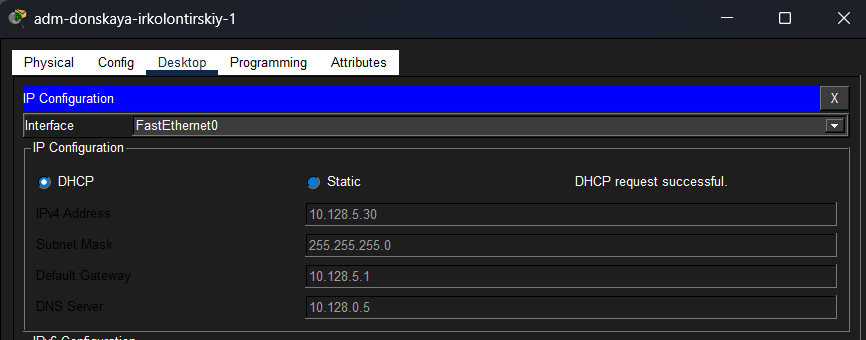 adm-donskaya-irkolontirskiy-1
Physical Config Desktop Programming Attributes
IP Configuration X
Interface FastEthernet0
IP Configuration
DHCP Static DHCP request successful.
IPv4 Address 10.128.5.30
Subnet Mask 255.255.255.0
Default Gateway 10.128.5.1
DNS Server 10.128.0.5
IPv6 Configuration